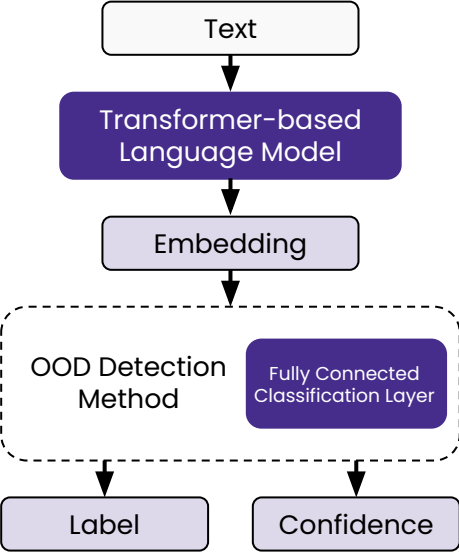 Text
Transformer-based
Language Model
Embedding
OOD Detection
Method
Fully Connected
Classification Layer
Label
Confidence